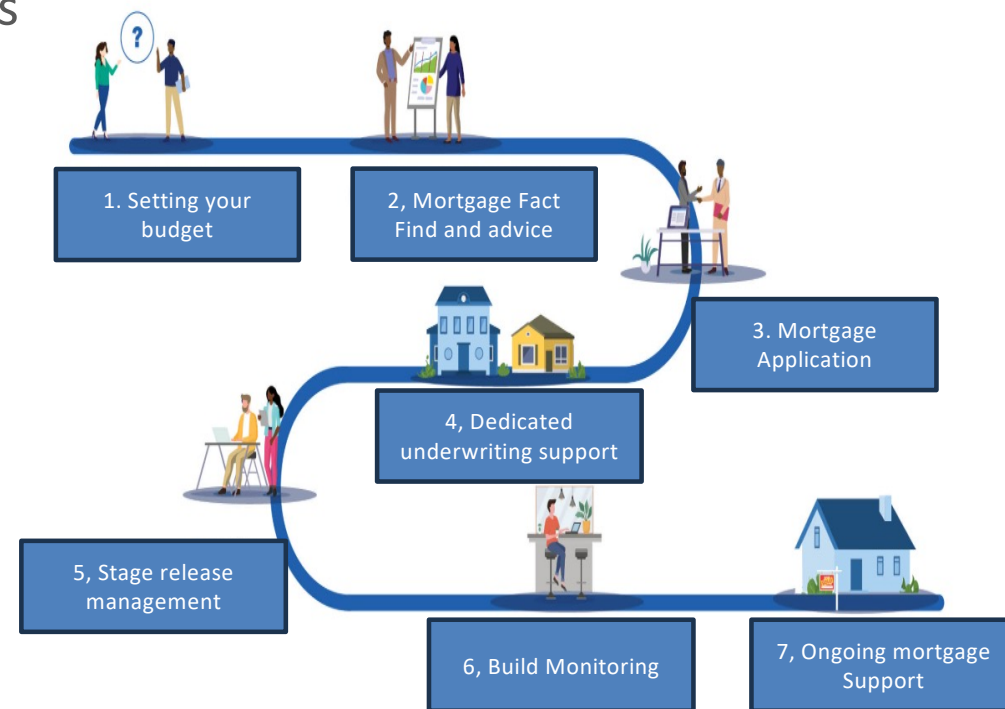 s
?
1. Setting your
budget
2, Mortgage Fact
Find and advice
3. Mortgage
Application
4, Dedicated
underwriting support
5, Stage release
management
6, Build Monitoring
7, Ongoing mortgage
Support